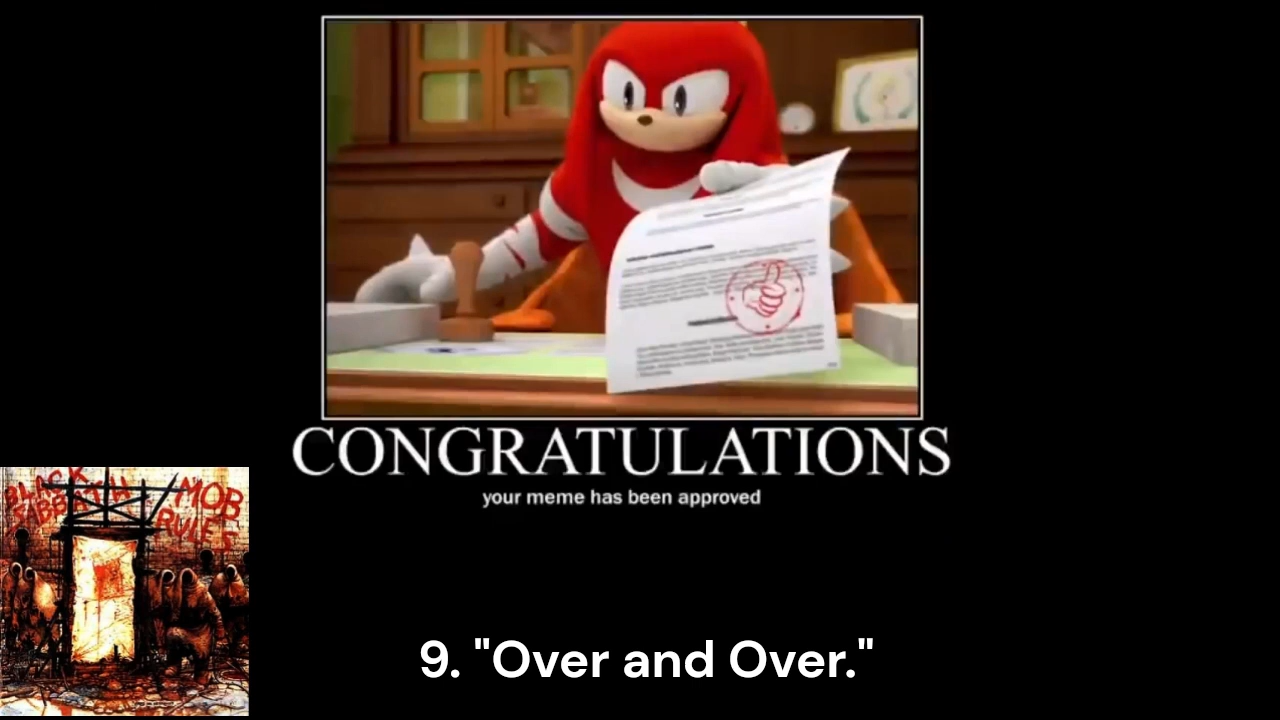 CONGRATULATIONS
your meme has been approved
BLACK MOB
SABBATH RULES
9. "Over and Over."